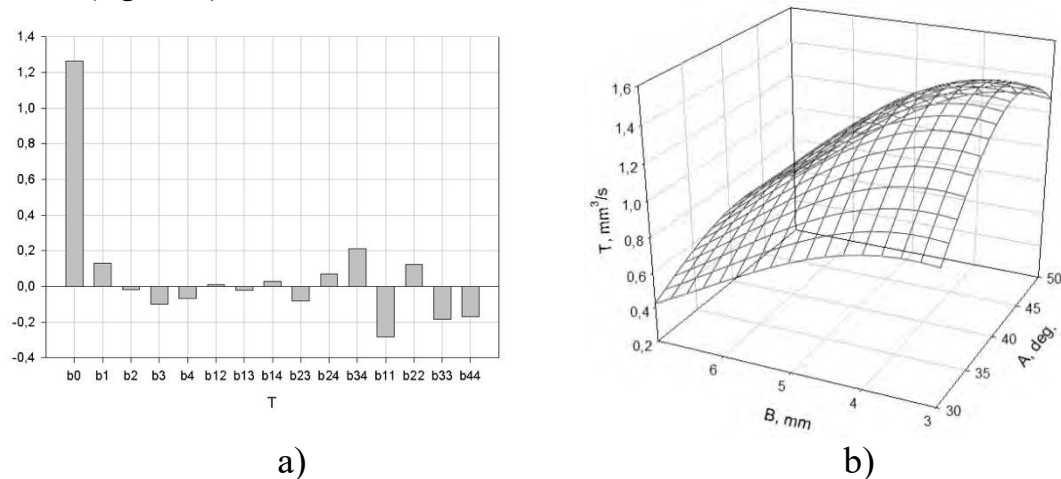 1,4
1,2
1,0
0,8
0,6
0,4
0,2
0,0
-0,2
-0,4
b0 b1 b2 b3 b4 b12 b13 b14 b23 b24 b34 b11 b22 b33 b44
T
a)
1,6
1,4
1,2
1,0
0,8
0,6
0,4
0,2
T, mm³/s
6 5 4 3
B, mm
30 35 40 45 50
A, deg.
b)